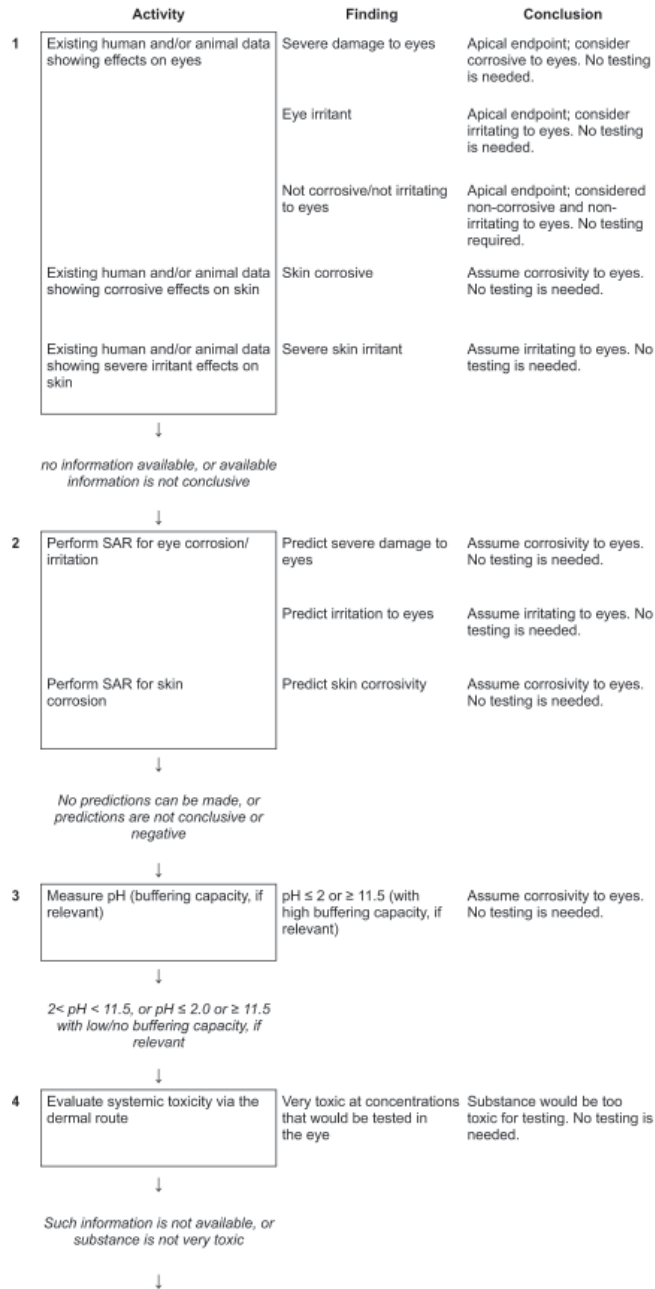 Activity Finding Conclusion
1 Existing human and/or animal data Severe damage to eyes Apical endpoint; consider
showing effects on eyes corrosive to eyes. No testing
is needed.
Eye irritant Apical endpoint; consider
irritating to eyes. No testing
is needed.
Not corrosive/not irritating Apical endpoint; considered
to eyes non-corrosive and non-
irritating to eyes. No testing
required.
Existing human and/or animal data Skin corrosive Assume corrosivity to eyes.
showing corrosive effects on skin No testing is needed.
Existing human and/or animal data Severe skin irritant Assume irritating to eyes. No
showing severe irritant effects on testing is needed.
skin
↓
no information available, or available
information is not conclusive
↓
2 Perform SAR for eye corrosion/ Predict severe damage to Assume corrosivity to eyes.
irritation eyes No testing is needed.
Predict irritation to eyes Assume irritating to eyes. No
testing is needed.
Perform SAR for skin Predict skin corrosivity Assume corrosivity to eyes.
corrosion No testing is needed.
↓
No predictions can be made, or
predictions are not conclusive or
negative
↓
3 Measure pH (buffering capacity, if pH ≤ 2 or ≥ 11.5 (with Assume corrosivity to eyes.
relevant) high buffering capacity, if No testing is needed.
relevant)
↓
2< pH < 11.5, or pH ≤ 2.0 or ≥ 11.5
with low/no buffering capacity, if
relevant
↓
4 Evaluate systemic toxicity via the Very toxic at concentrations Substance would be too
dermal route that would be tested in toxic for testing. No testing is
the eye needed.
↓
Such information is not available, or
substance is not very toxic
↓